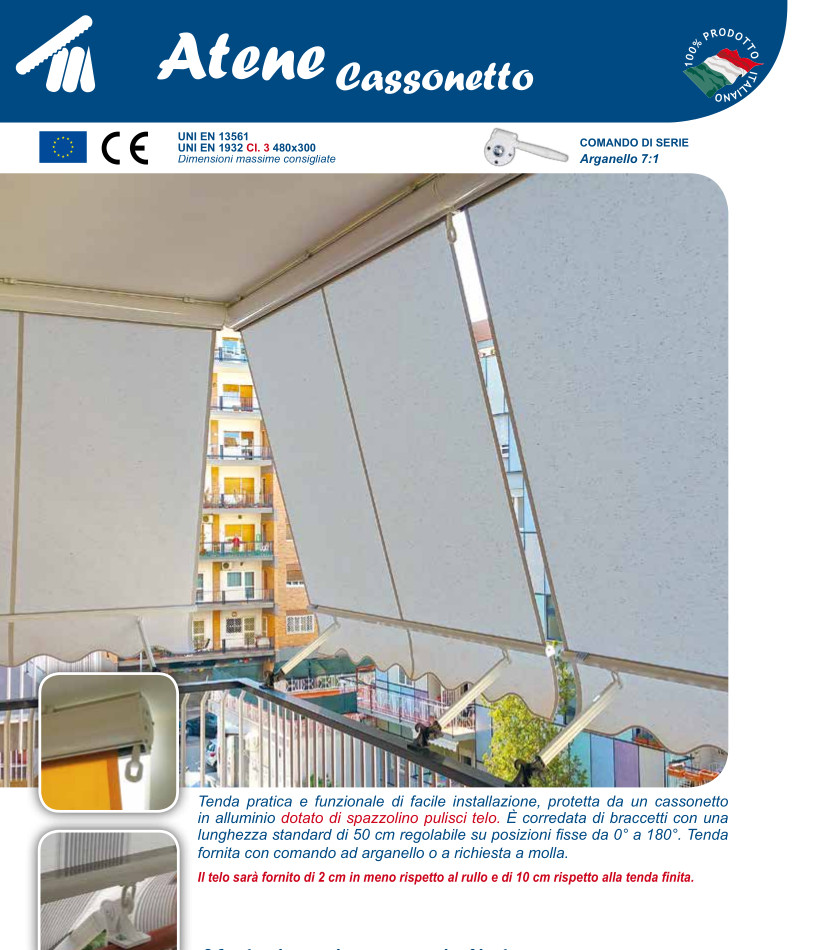 Atene Cassonetto
100% PRODOTTO ITALIANO
CE
UNI EN 13561
UNI EN 1932 Cl. 3 480x300
Dimensioni massime consigliate
COMANDO DI SERIE
Arganello 7:1
Tenda pratica e funzionale di facile installazione, protetta da un cassonetto
in alluminio dotato di spazzolino pulisci telo. È corredata di braccetti con una
lunghezza standard di 50 cm regolabile su posizioni fisse da 0° a 180°. Tenda
fornita con comando ad arganello o a richiesta a molla.
Il telo sarà fornito di 2 cm in meno rispetto al rullo e di 10 cm rispetto alla tenda finita.